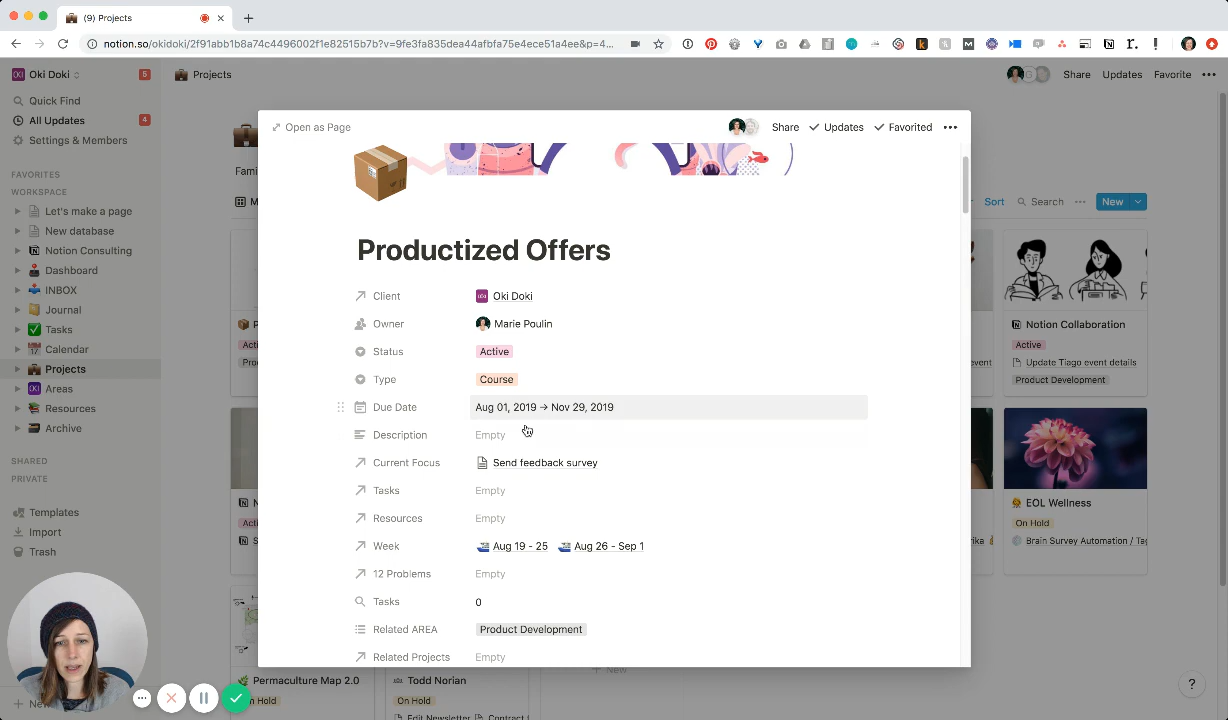 (9) Projects
notion.so/okidoki/2f91abb1b8a74c4496002f1e82515b7b?v=9fe3fa835dea44afbfa75e4ece51a4ee&p=4...
Oki Doki 5
Quick Find
All Updates 4
Settings & Members
FAVORITES
WORKSPACE
Let's make a page
New database
Notion Consulting
Dashboard
INBOX
Journal
Tasks
Calendar
Projects
Areas
Resources
Archive
SHARED
PRIVATE
Templates
Import
Trash
Projects
Share Updates Favorite
Sort Search New
Open as Page
Share Updates Favorited
Productized Offers
Client Oki Doki
Owner Marie Poulin
Status Active
Type Course
Due Date Aug 01, 2019 → Nov 29, 2019
Description Empty
Current Focus Send feedback survey
Tasks Empty
Resources Empty
Week Aug 19 - 25 Aug 26 - Sep 1
12 Problems Empty
Tasks 0
Related AREA Product Development
Related Projects Empty
Notion Collaboration
Active
Update Tiago event details
Product Development
EOL Wellness
On Hold
Brain Survey Automation / Tag
Permaculture Map 2.0
Todd Norian
On Hold
Edit Newsletter
New
?